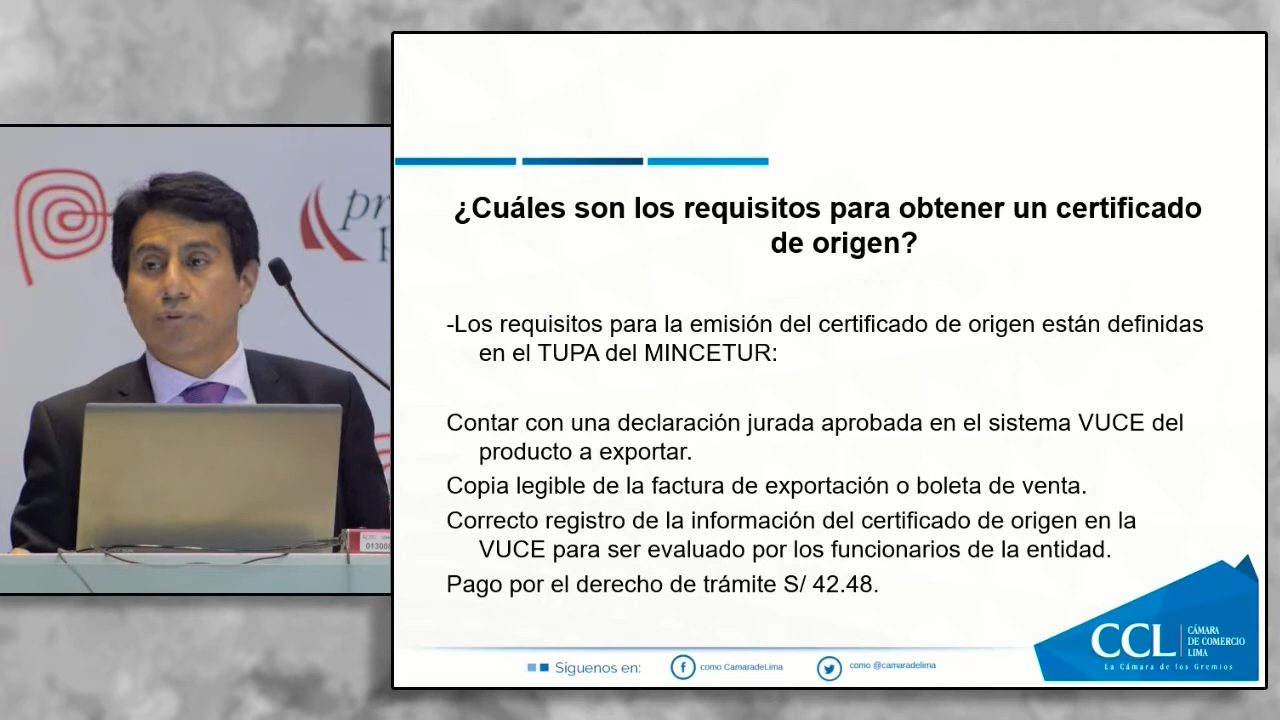 ¿Cuáles son los requisitos para obtener un certificado
de origen?
-Los requisitos para la emisión del certificado de origen están definidas
en el TUPA del MINCETUR:
Contar con una declaración jurada aprobada en el sistema VUCE del
producto a exportar.
Copia legible de la factura de exportación o boleta de venta.
Correcto registro de la información del certificado de origen en la
VUCE para ser evaluado por los funcionarios de la entidad.
Pago por el derecho de trámite S/ 42.48.
Síguenos en:
como CamaradeLima
como @camaradelima
CCL
CÁMARA
DE COMERCIO
LIMA
La Cámara de los Gremios